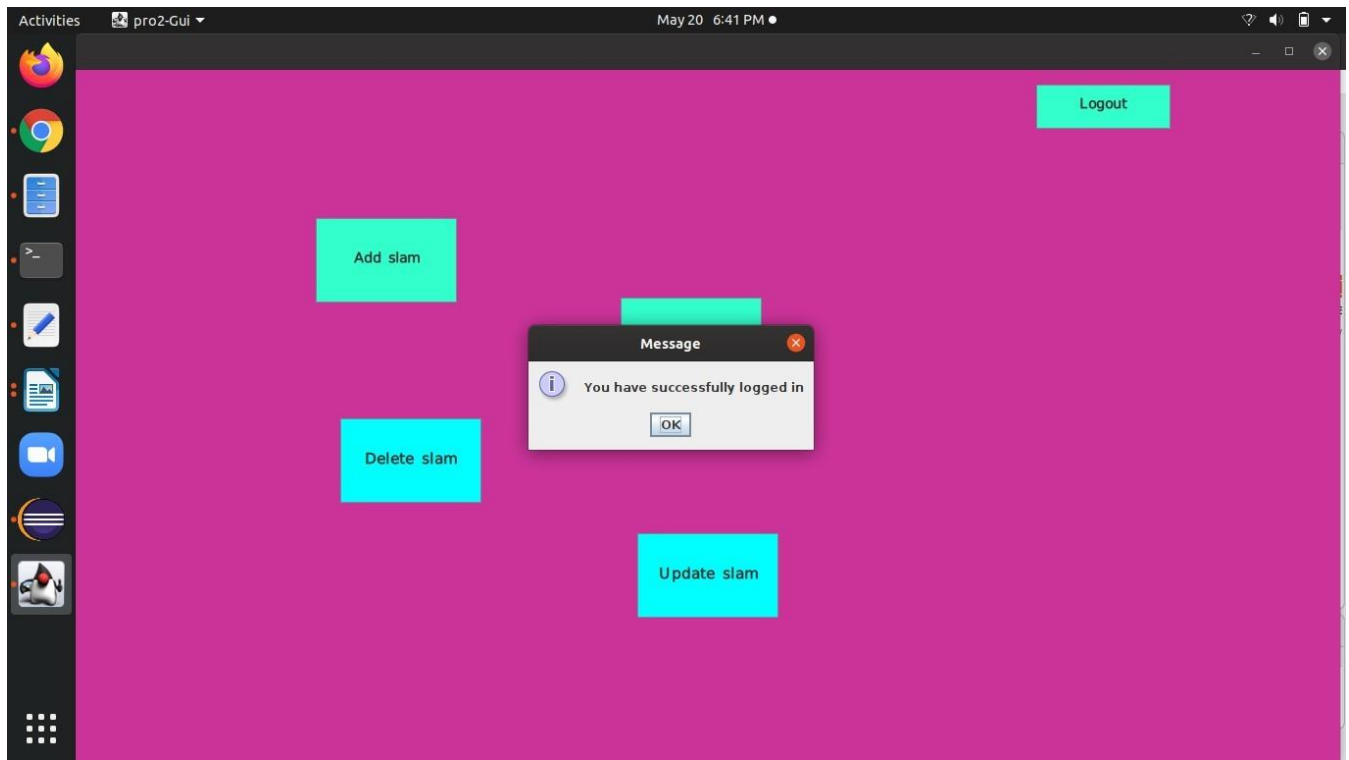 Activities pro2-Gui May 20 6:41 PM
Logout
Add slam
Message
You have successfully logged in
OK
Delete slam
Update slam